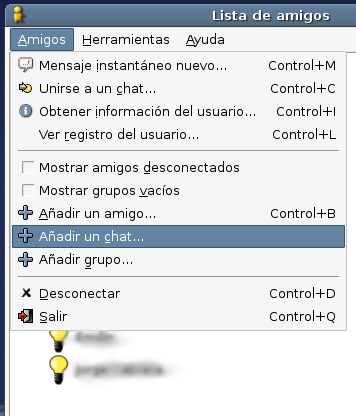 Lista de amigos
Amigos Herramientas Ayuda
Mensaje instantáneo nuevo... Control+M
Unirse a un chat... Control+C
Obtener información del usuario... Control+I
Ver registro del usuario... Control+L
Mostrar amigos desconectados
Mostrar grupos vacíos
Añadir un amigo... Control+B
Añadir un chat...
Añadir grupo...
Desconectar Control+D
Salir Control+Q